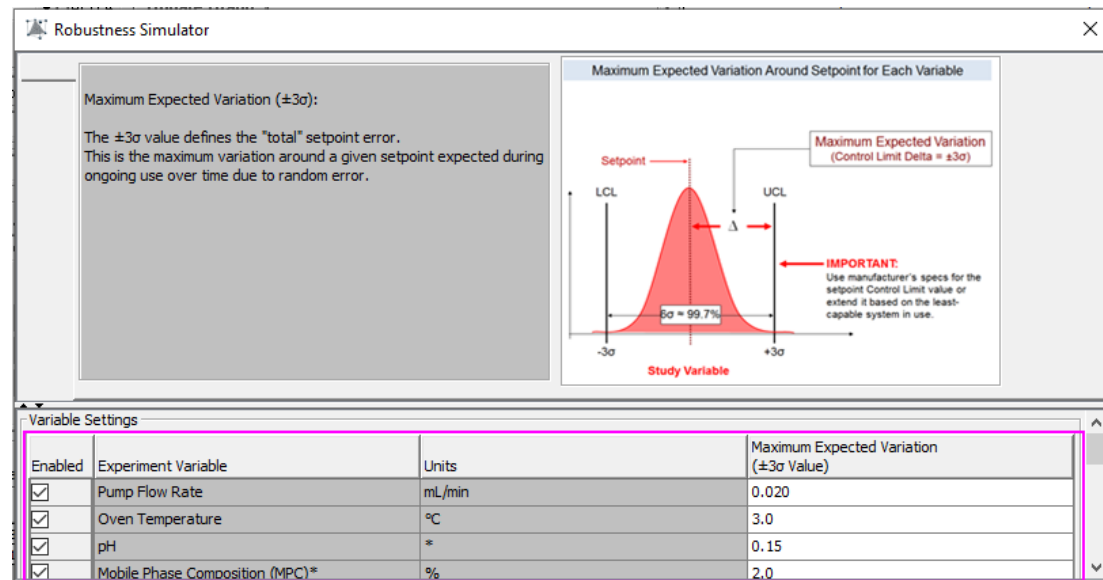 Robustness Simulator
Maximum Expected Variation (±3σ):
The ±3σ value defines the "total" setpoint error.
This is the maximum variation around a given setpoint expected during
ongoing use over time due to random error.
Maximum Expected Variation Around Setpoint for Each Variable
Maximum Expected Variation
(Control Limit Delta = ±3σ)
Setpoint
LCL
UCL
Δ
IMPORTANT:
Use manufacturer's specs for the
setpoint Control Limit value or
extend it based on the least-
capable system in use.
6σ = 99.7%
-3σ
+3σ
Study Variable
Variable Settings
Enabled Experiment Variable Units Maximum Expected Variation
(±3σ Value)
Pump Flow Rate mL/min 0.020
Oven Temperature ºC 3.0
pH * 0.15
Mobile Phase Composition (MPC)* % 2.0